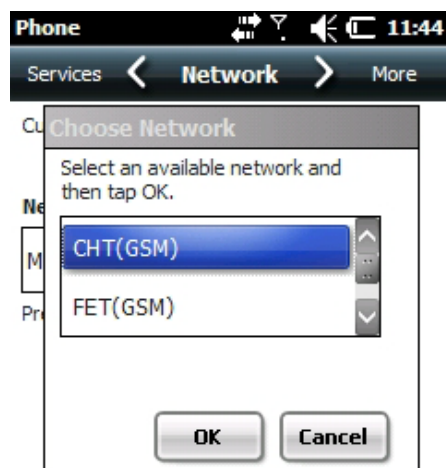 Phone 11:44
Services Network More
Cu
Choose Network
Select an available network and
then tap OK.
Ne
CHT(GSM)
M
FET(GSM)
Pr
OK Cancel